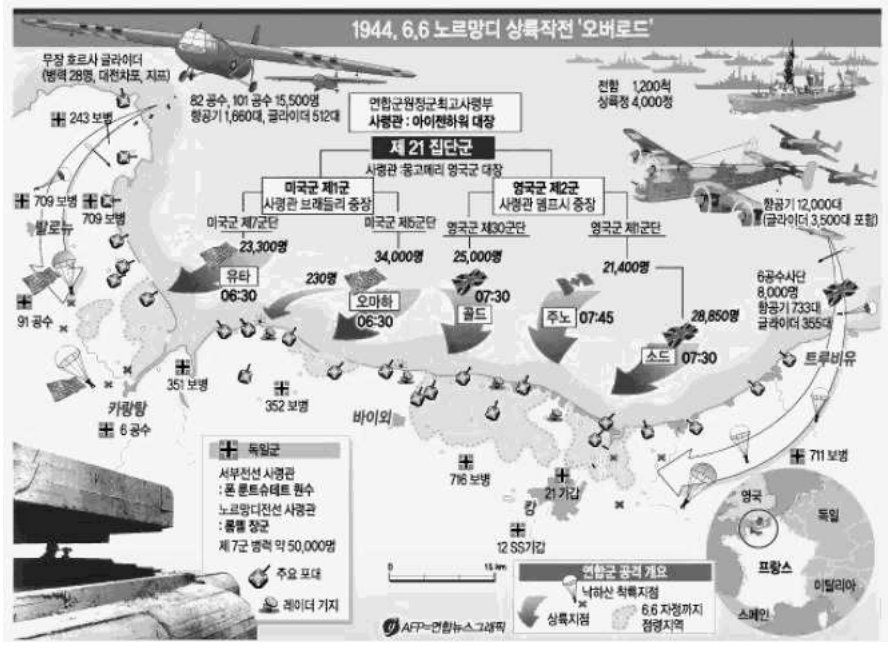 1944. 6.6 노르망디 상륙작전 '오버로드'
무장 호르사 글라이더
(병력 28명, 대전차포, 지프)
82 공수, 101 공수 15,500명
항공기 1,660대, 글라이더 512대
연합군원정군최고사령부
사령관 : 아이젠하워 대장
전함 1,200척
상륙정 4,000정
제 21 집단군
사령관 :몽고메리 영국군 대장
미국군 제1군
사령관 브래들리 중장
영국군 제2군
사령관 뎀프시 중장
항공기 12,000대
(글라이더 3,500대 포함)
미국군 제7군단
미국군 제5군단
영국군 제30군단
영국군 제1군단
243 보병
709 보병
709 보병
발로뉴
91 공수
23,300명
유타
06:30
230명
34,000명
오마하
06:30
25,000명
07:30
골드
21,400명
주노 07:45
28,850명
소드 07:30
6공수사단
8,000명
항공기 733대
글라이더 355대
트루비유
카랑탕
6 공수
351 보병
352 보병
바이외
716 보병
21 기갑
캉
12 SS기갑
711 보병
독일군
서부전선 사령관
: 폰 룬트슈테트 원수
노르망디전선 사령관
: 롬멜 장군
제 7군 병력 약 50,000명
주요 포대
레이더 기지
0 15 km
연합군 공격 개요
낙하산 착륙지점
상륙지점
6.6 자정까지
점령지역
영국
독일
프랑스
이탈리아
스페인
AFP=연합뉴스그래픽